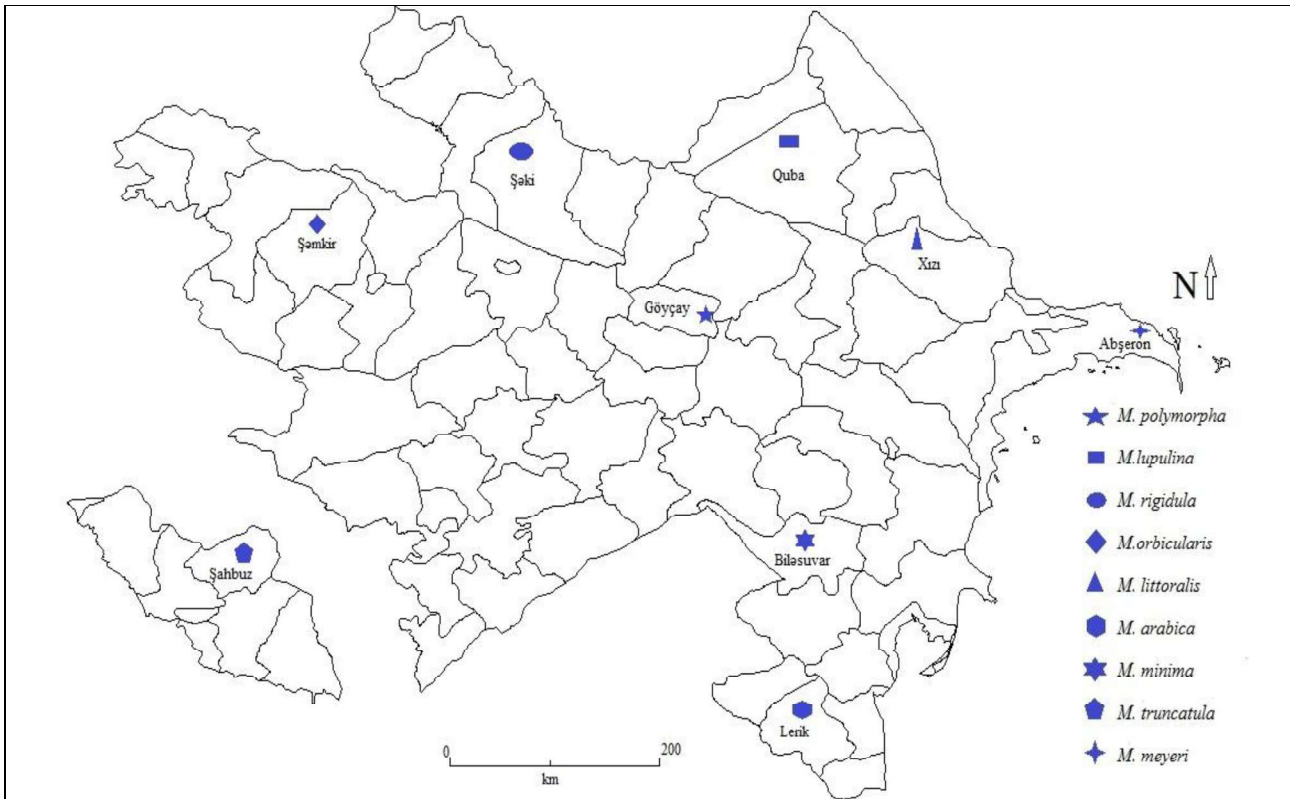 Şəki
Quba
Şəmkir
Xızı
N
Göyçay
Abşeron
M. polymorpha
M.lupulina
M. rigidula
M.orbicularis
Biləsuvar
Şahbuz
M. littoralis
M. arabica
M. minima
M. truncatula
Lerik
M. meyeri
0 200
km